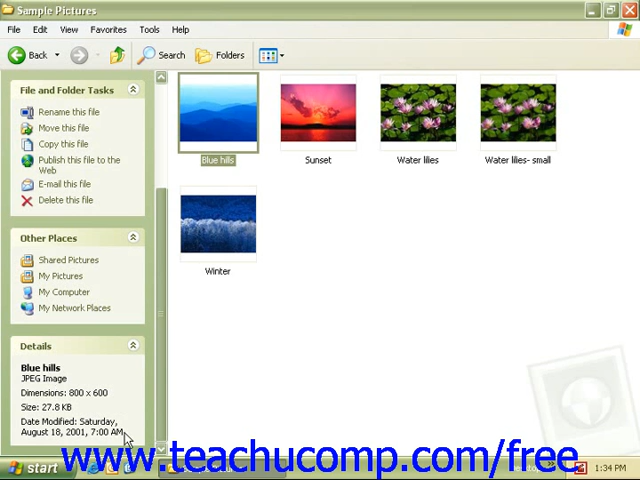 Sample Pictures
File Edit View Favorites Tools Help
Back Search Folders
File and Folder Tasks
Rename this file
Move this file
Copy this file
Publish this file to the
Web
E-mail this file
Delete this file
Other Places
Shared Pictures
My Pictures
My Computer
My Network Places
Details
Blue hills
JPEG Image
Dimensions: 800 x 600
Size: 27.8 KB
Date Modified: Saturday,
August 18, 2001, 7:00 AM
Blue hills Sunset Water lilies Water lilies- small
Winter
www.teachucomp.com/free
start 1:34 PM